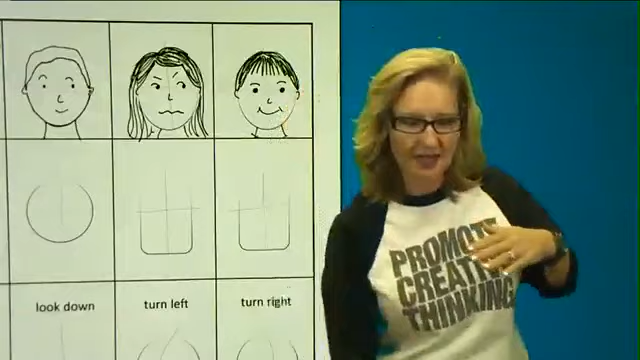 look down turn left turn right
PROMOTE
CREATIVE
THINKING